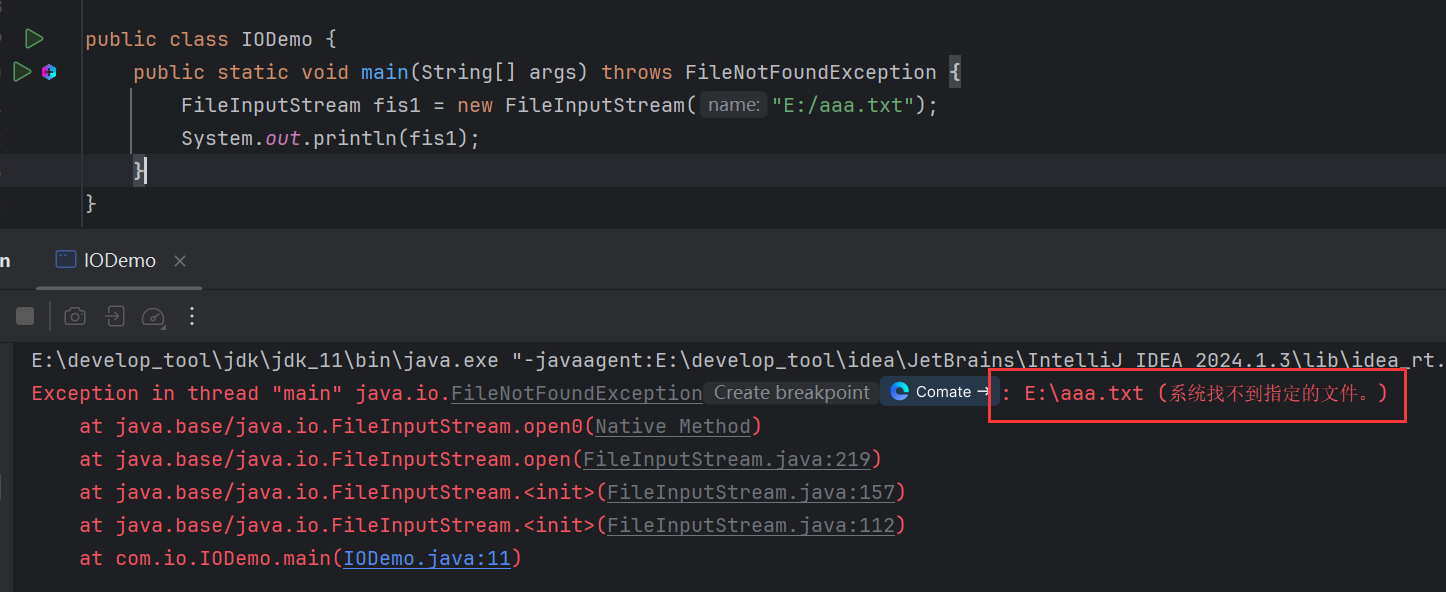 public class IODemo {
public static void main(String[] args) throws FileNotFoundException {
FileInputStream fis1 = new FileInputStream( name: "E:/aaa.txt");
System.out.println(fis1);
}
}
n IODemo ×
E:\develop_tool\jdk\jdk_11\bin\java.exe "-javaagent:E:\develop_tool\idea\JetBrains\IntelliJ IDEA 2024.1.3\lib\idea_rt.
Exception in thread "main" java.io.FileNotFoundException Create breakpoint Comate → : E:\aaa.txt (系统找不到指定的文件。)
at java.base/java.io.FileInputStream.open0(Native Method)
at java.base/java.io.FileInputStream.open(FileInputStream.java:219)
at java.base/java.io.FileInputStream.<init>(FileInputStream.java:157)
at java.base/java.io.FileInputStream.<init>(FileInputStream.java:112)
at com.io.IODemo.main(IODemo.java:11)